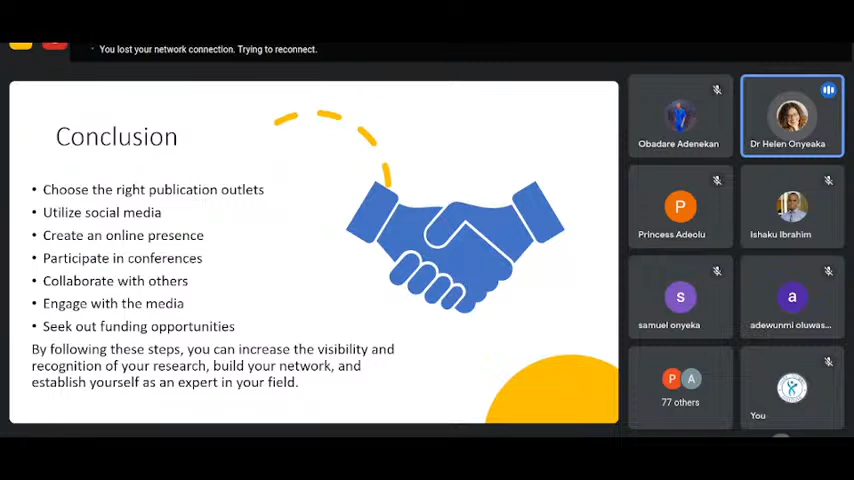 You lost your network connection. Trying to reconnect.
Conclusion
• Choose the right publication outlets
• Utilize social media
• Create an online presence
• Participate in conferences
• Collaborate with others
• Engage with the media
• Seek out funding opportunities
By following these steps, you can increase the visibility and
recognition of your research, build your network, and
establish yourself as an expert in your field.
Obadare Adenekan
Dr Helen Onyeaka
P
Princess Adeolu
Ishaku Ibrahim
s
samuel onyeka
a
adewunmi oluwas...
P A
77 others
You